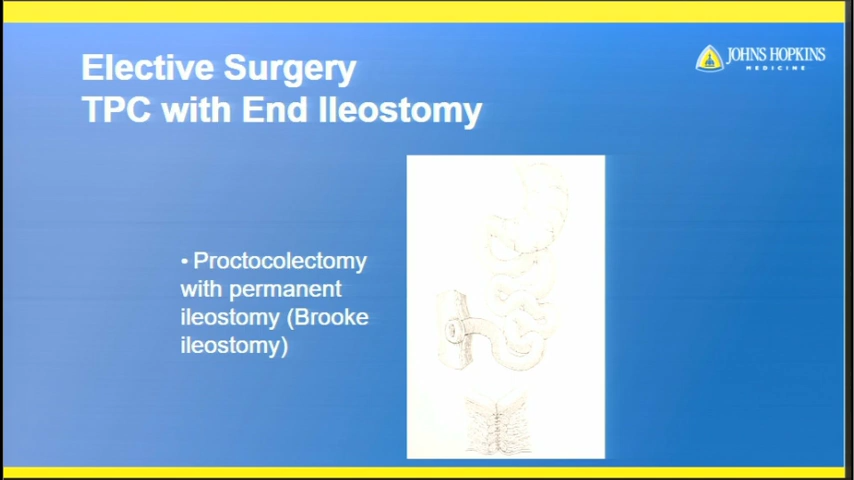 Elective Surgery
TPC with End Ileostomy
JOHNS HOPKINS
MEDICINE
• Proctocolectomy
with permanent
ileostomy (Brooke
ileostomy)